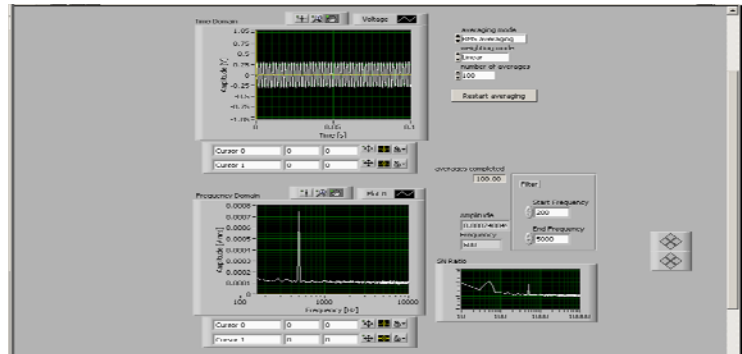 Time Domain
Voltage
Amplitude [V]
1.05
0.75
0.5
0.25
0
-0.25
-0.5
-0.75
-1.05
0
0.05
0.1
Time [s]
Cursor 0
0
0
Cursor 1
0
0
averaging mode
RMS averaging
weighting mode
Linear
number of averages
100
Restart averaging
averages completed
100.00
Filter
Start Frequency
200
End Frequency
5000
Amplitude
Frequency
Frequency Domain
0.0008
0.0007
0.0006
0.0005
0.0004
0.0003
0.0002
0.0001
0
100
1000
10000
Frequency [Hz]
Cursor 0
0
0
Cursor 1
0
0
SN Ratio